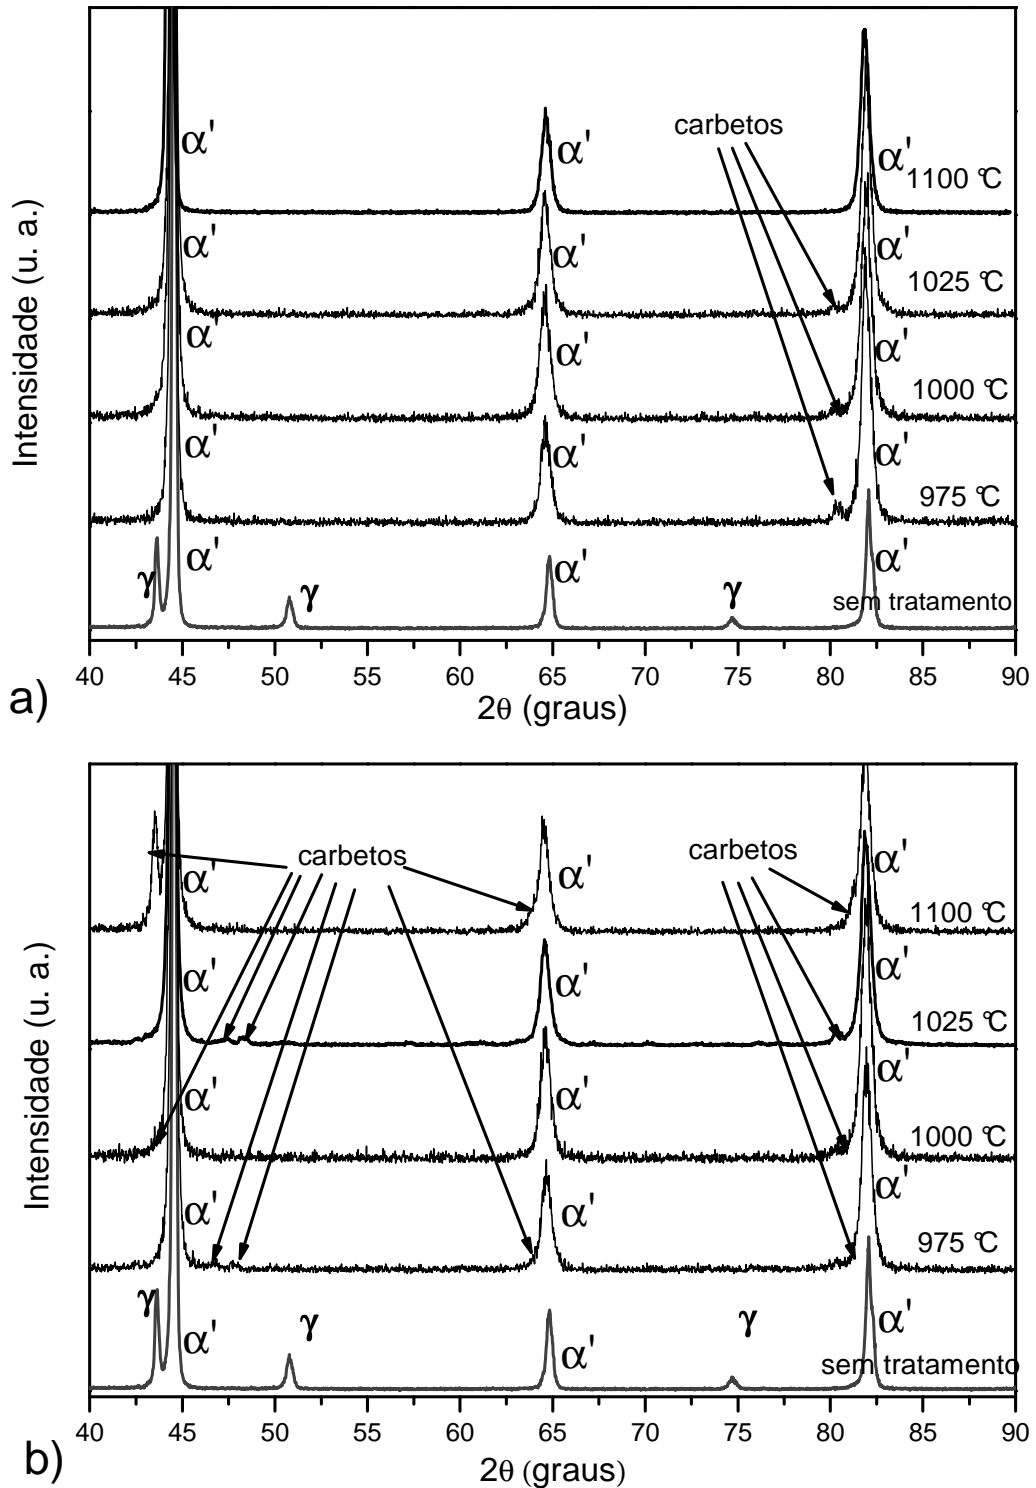 carbetos
α'
α'
α'
1100 °C
α'
α'
α'
1025 °C
α'
α'
α'
1000 °C
α'
α'
α'
975 °C
γ
α'
γ
α'
γ
α'
sem tratamento
Intensidade (u. a.)
40 45 50 55 60 65 70 75 80 85 90
2θ (graus)
a)
carbetos
carbetos
α'
α'
α'
1100 °C
α'
α'
α'
1025 °C
α'
α'
α'
1000 °C
α'
α'
α'
975 °C
γ
α'
γ
α'
γ
α'
sem tratamento
Intensidade (u. a.)
40 45 50 55 60 65 70 75 80 85 90
2θ (graus)
b)